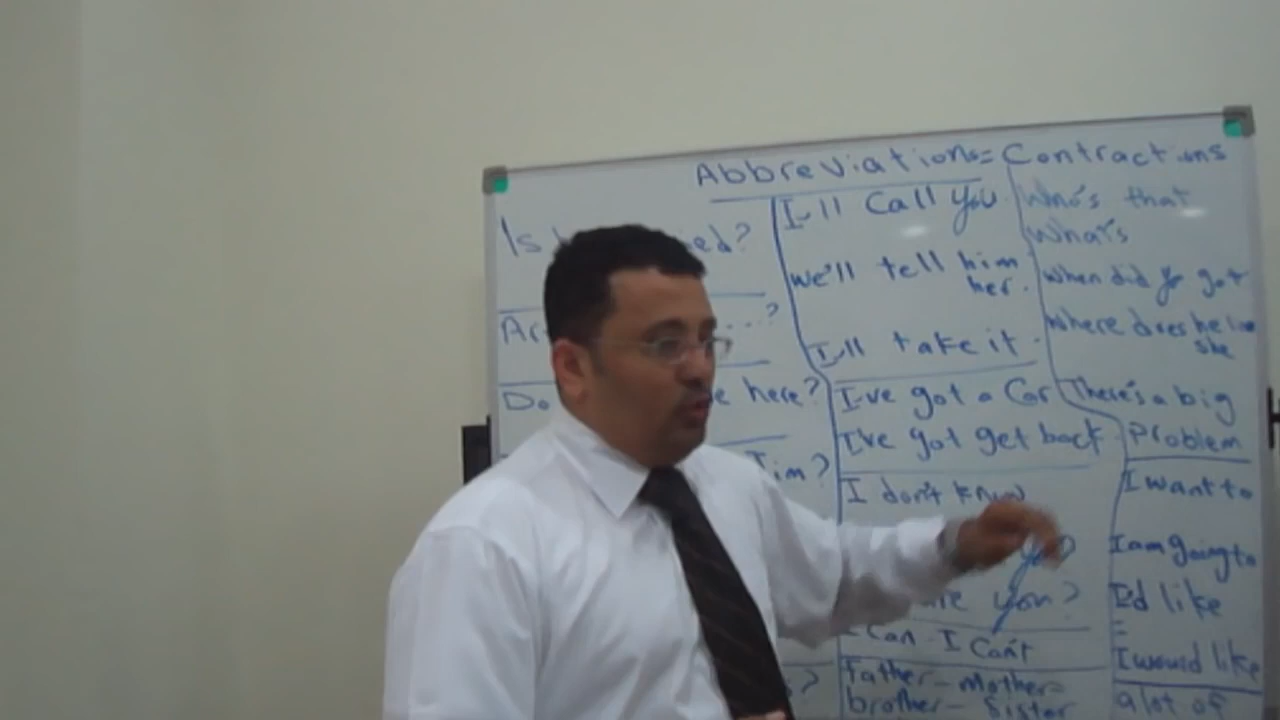 Abbreviations = Contractions
Is ed?
Ar ...?
Do e here?
Tim?
?
I'll Call you
we'll tell him
her.
I'll take it.
I've got a Car
I've got get back
I don't know
you?
are you?
I Can - I Can't
Father - Mother -
brother - Sister
Who's that
What's
When did got
Where does he
she
There's a big
Problem
I want to
I am going to
I'd like
=
I would like
a lot of